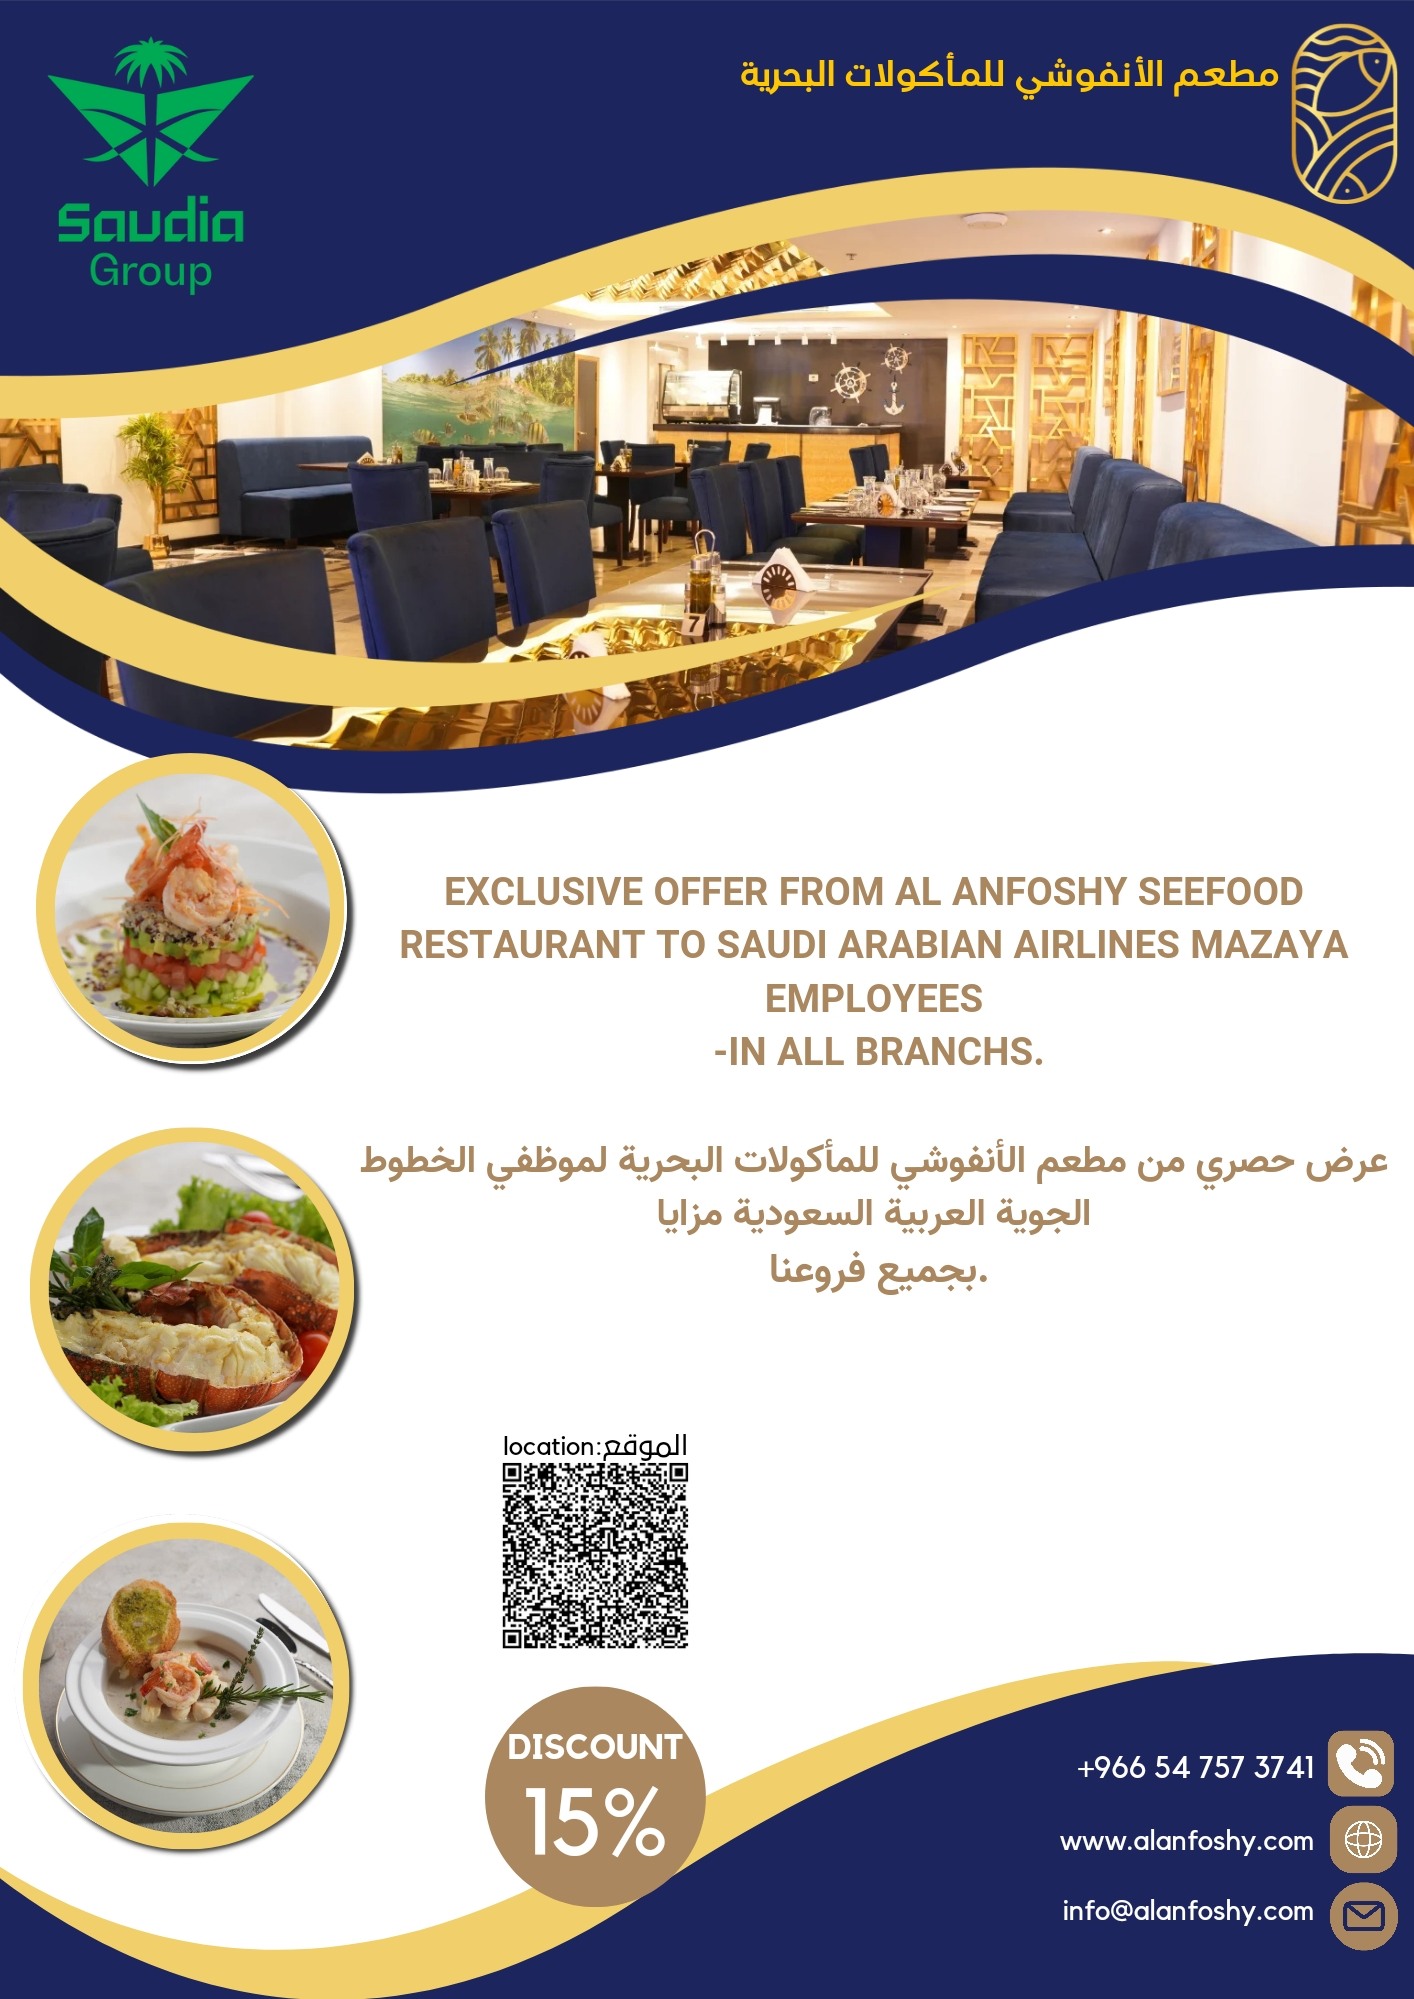 Saudia
Group
مطعم الأنفوشي للمأكولات البحرية
7
EXCLUSIVE OFFER FROM AL ANFOSHY SEEFOOD
RESTAURANT TO SAUDI ARABIAN AIRLINES MAZAYA
EMPLOYEES
-IN ALL BRANCHS.
عرض حصري من مطعم الأنفوشي للمأكولات البحرية لموظفي الخطوط
الجوية العربية السعودية مزايا
بجميع فروعنا.
location:الموقع
DISCOUNT
15%
+966 54 757 3741
www.alanfoshy.com
info@alanfoshy.com